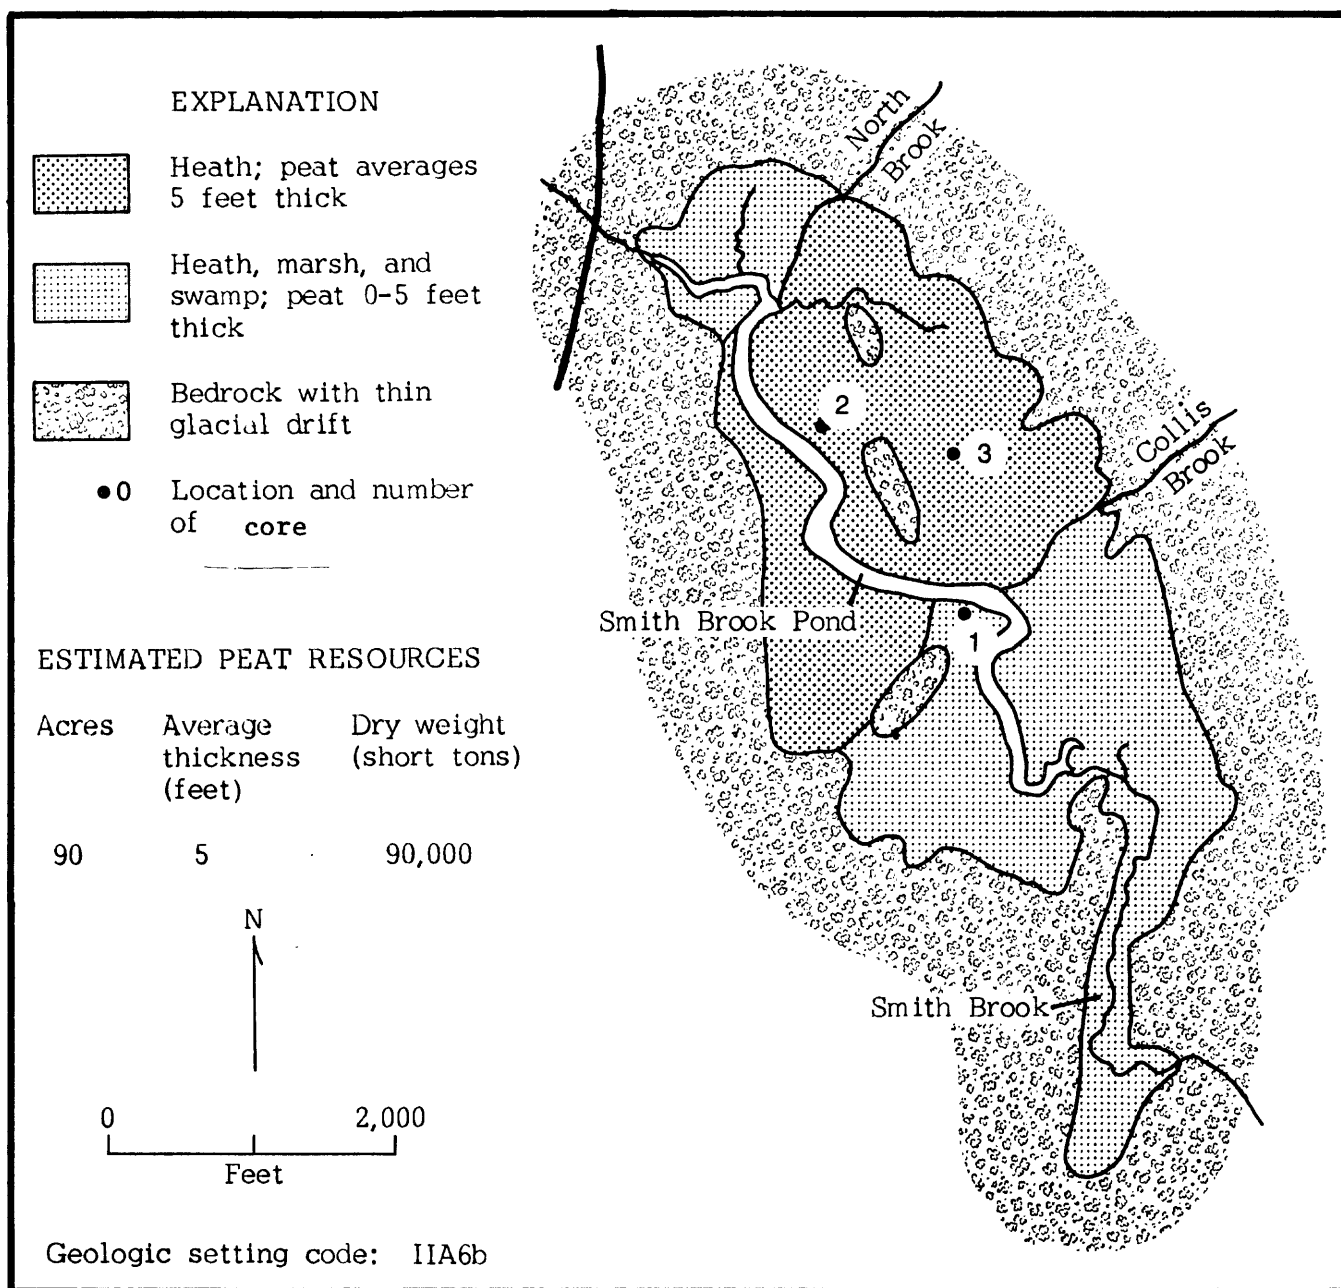 EXPLANATION
Heath; peat averages
5 feet thick
Heath, marsh, and
swamp; peat 0-5 feet
thick
Bedrock with thin
glacial drift
0 Location and number
of core
ESTIMATED PEAT RESOURCES
Acres Average Dry weight
thickness (short tons)
(feet)
90 5 90,000
N
0 2,000
Feet
Geologic setting code: IIA6b
North
Brook
2
3
Collis
Brook
Smith Brook Pond
1
Smith Brook